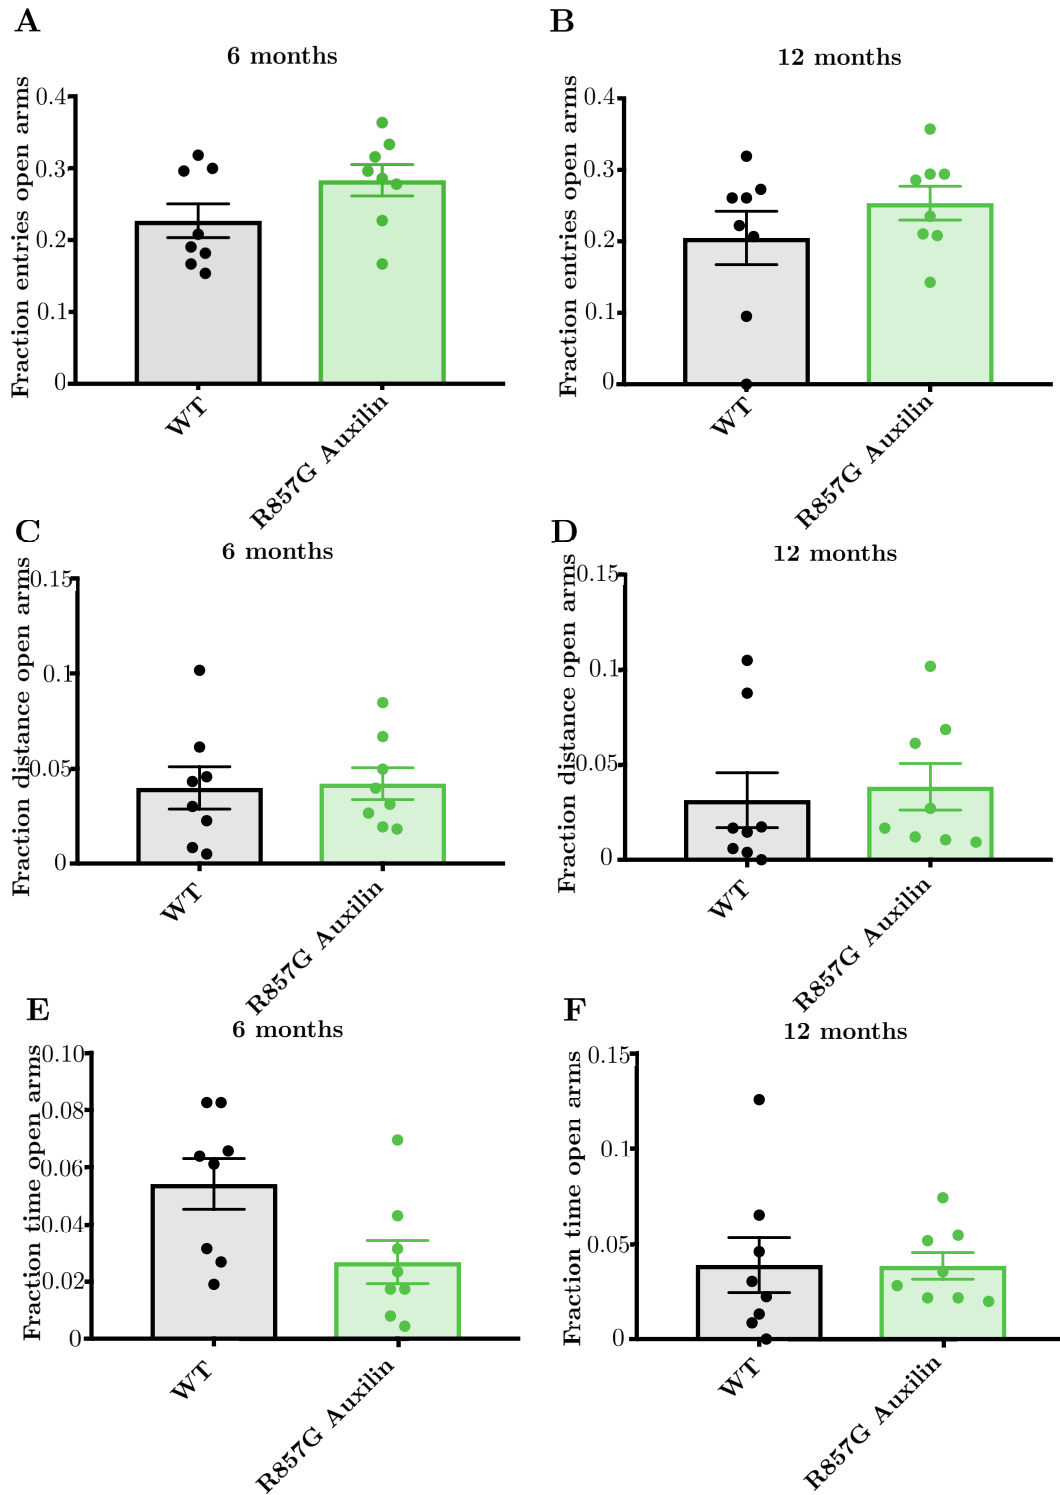 A
6 months
Fraction entries open arms
0.4
0.3
0.2
0.1
0
WT
R857G Auxilin
B
12 months
Fraction entries open arms
0.4
0.3
0.2
0.1
0
WT
R857G Auxilin
C
6 months
Fraction distance open arms
0.15
0.1
0.05
0
WT
R857G Auxilin
D
12 months
Fraction distance open arms
0.15
0.1
0.05
0
WT
R857G Auxilin
E
6 months
Fraction time open arms
0.10
0.08
0.06
0.04
0.02
0
WT
R857G Auxilin
F
12 months
Fraction time open arms
0.15
0.1
0.05
0
WT
R857G Auxilin